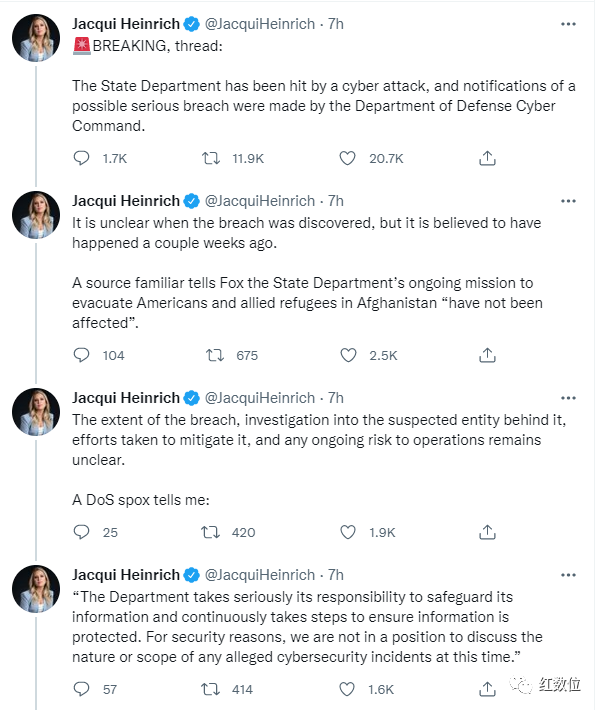 Jacqui Heinrich @JacquiHeinrich · 7h
🚨BREAKING, thread:
The State Department has been hit by a cyber attack, and notifications of a
possible serious breach were made by the Department of Defense Cyber
Command.
1.7K 11.9K 20.7K
Jacqui Heinrich @JacquiHeinrich · 7h
It is unclear when the breach was discovered, but it is believed to have
happened a couple weeks ago.
A source familiar tells Fox the State Department’s ongoing mission to
evacuate Americans and allied refugees in Afghanistan “have not been
affected”.
104 675 2.5K
Jacqui Heinrich @JacquiHeinrich · 7h
The extent of the breach, investigation into the suspected entity behind it,
efforts taken to mitigate it, and any ongoing risk to operations remains
unclear.
A DoS spox tells me:
25 420 1.9K
Jacqui Heinrich @JacquiHeinrich · 7h
“The Department takes seriously its responsibility to safeguard its
information and continuously takes steps to ensure information is
protected. For security reasons, we are not in a position to discuss the
nature or scope of any alleged cybersecurity incidents at this time.”
57 414 1.6K
红数位